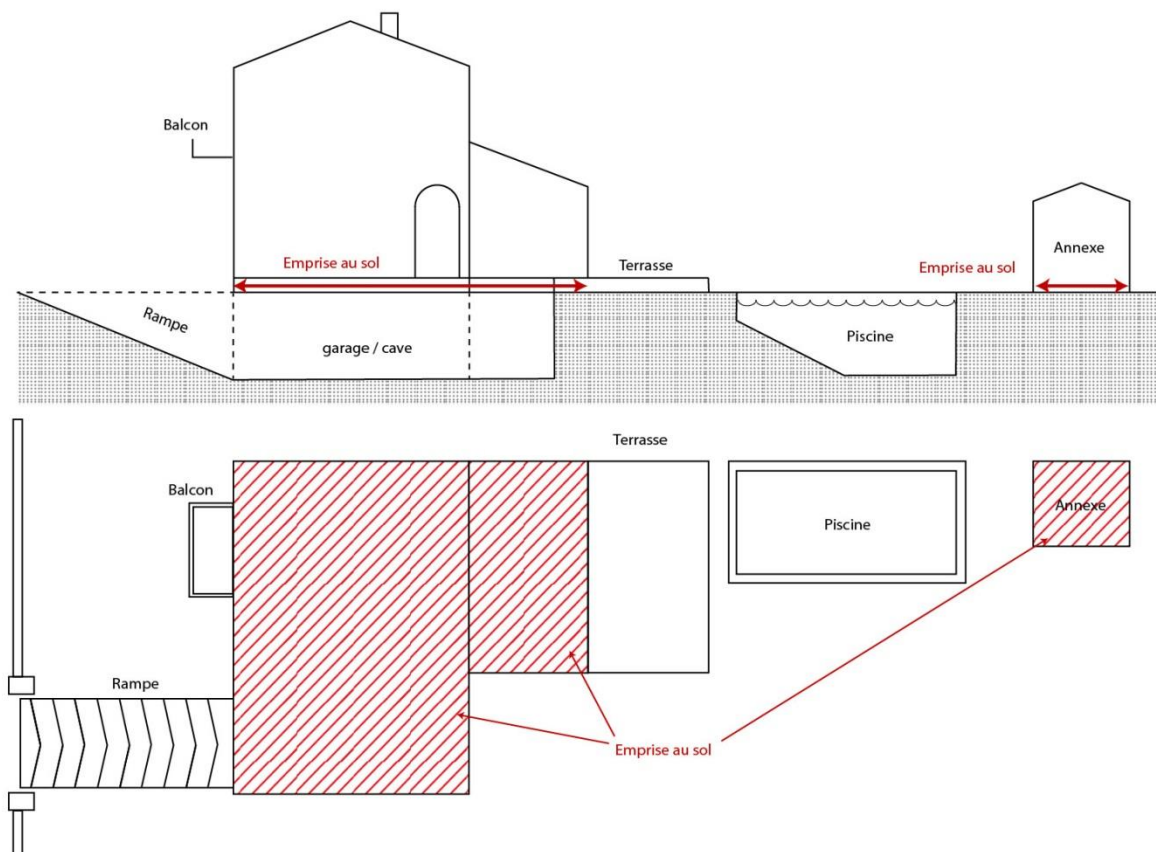 Balcon
Emprise au sol
Terrasse
Emprise au sol
Annexe
Rampe
garage / cave
Piscine
Terrasse
Balcon
Piscine
Annexe
Rampe
Emprise au sol